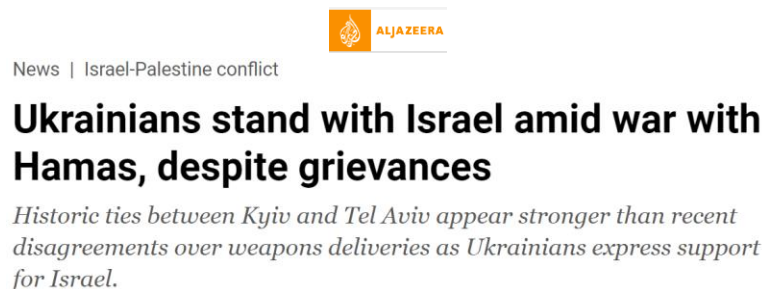 ALJAZEERA
News | Israel-Palestine conflict
Ukrainians stand with Israel amid war with
Hamas, despite grievances
Historic ties between Kyiv and Tel Aviv appear stronger than recent
disagreements over weapons deliveries as Ukrainians express support
for Israel.